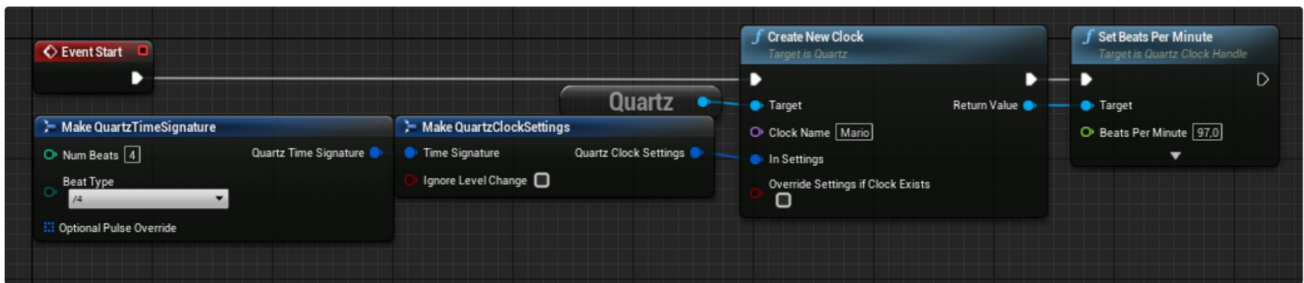 Event Start
Make QuartzTimeSignature
Num Beats 4
Quartz Time Signature
Beat Type
/4
Optional Pulse Override
Make QuartzClockSettings
Time Signature
Quartz Clock Settings
Ignore Level Change
Quartz
Create New Clock
Target is Quartz
Target
Return Value
Clock Name Mario
In Settings
Override Settings if Clock Exists
Set Beats Per Minute
Target is Quartz Clock Handle
Target
Beats Per Minute 97,0